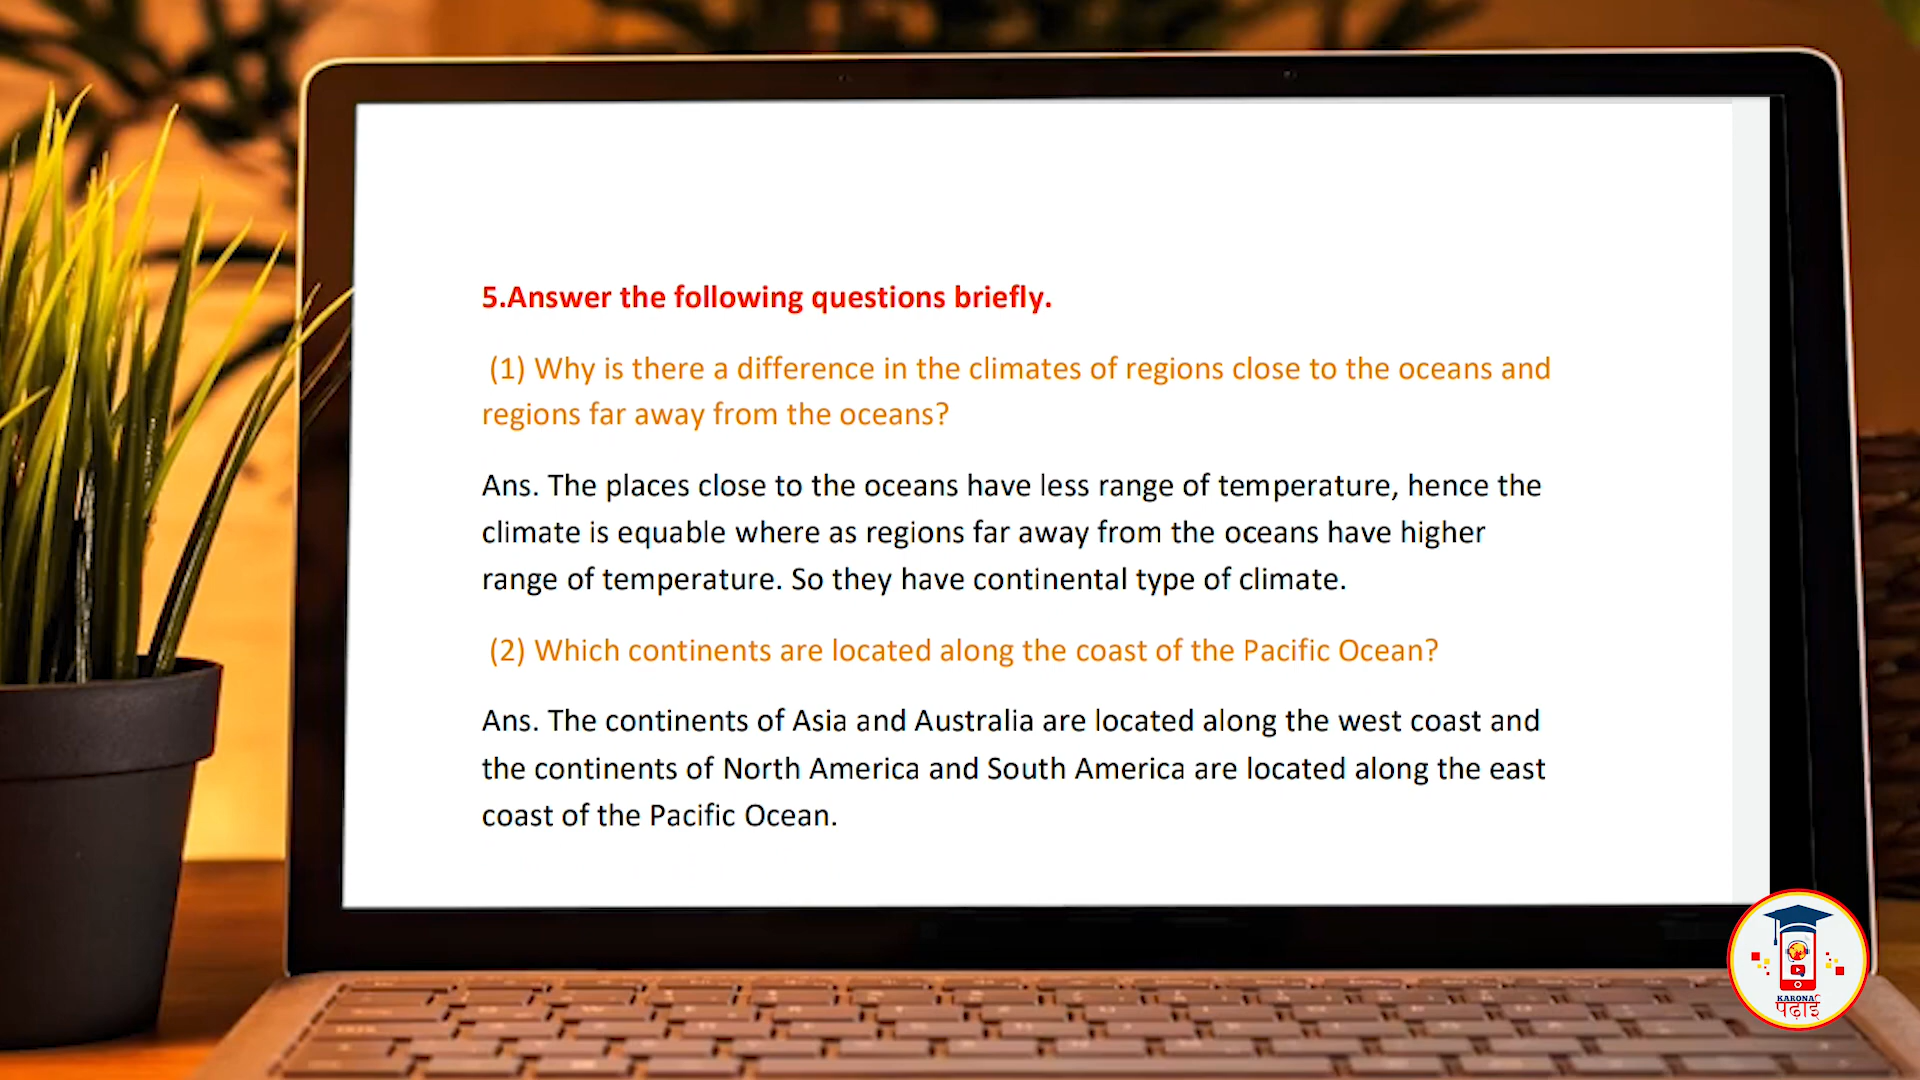 5.Answer the following questions briefly.
(1) Why is there a difference in the climates of regions close to the oceans and
regions far away from the oceans?
Ans. The places close to the oceans have less range of temperature, hence the
climate is equable where as regions far away from the oceans have higher
range of temperature. So they have continental type of climate.
(2) Which continents are located along the coast of the Pacific Ocean?
Ans. The continents of Asia and Australia are located along the west coast and
the continents of North America and South America are located along the east
coast of the Pacific Ocean.
KARONA
पढ़ाई